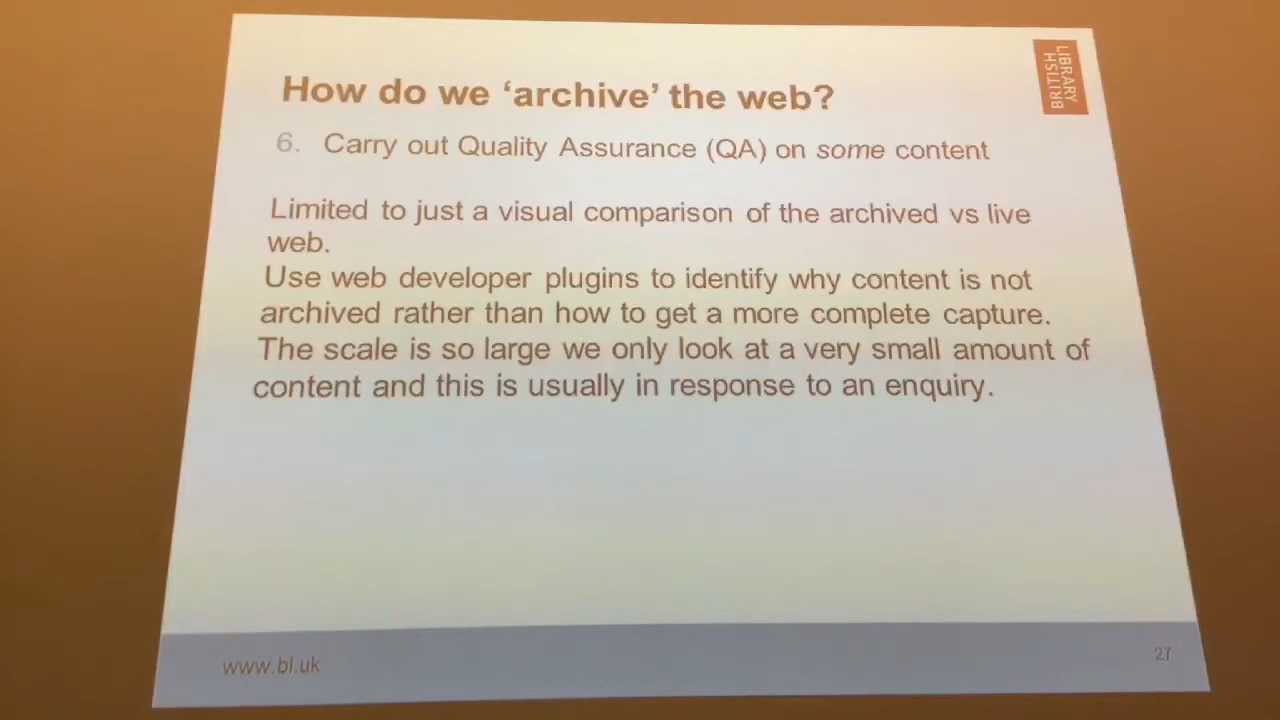 BRITISH
LIBRARY
How do we ‘archive’ the web?
6. Carry out Quality Assurance (QA) on some content
Limited to just a visual comparison of the archived vs live
web.
Use web developer plugins to identify why content is not
archived rather than how to get a more complete capture.
The scale is so large we only look at a very small amount of
content and this is usually in response to an enquiry.
www.bl.uk
27